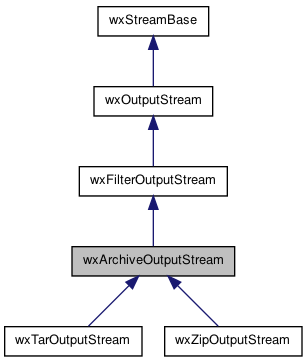 wxStreamBase
wxOutputStream
wxFilterOutputStream
wxArchiveOutputStream
wxTarOutputStream
wxZipOutputStream